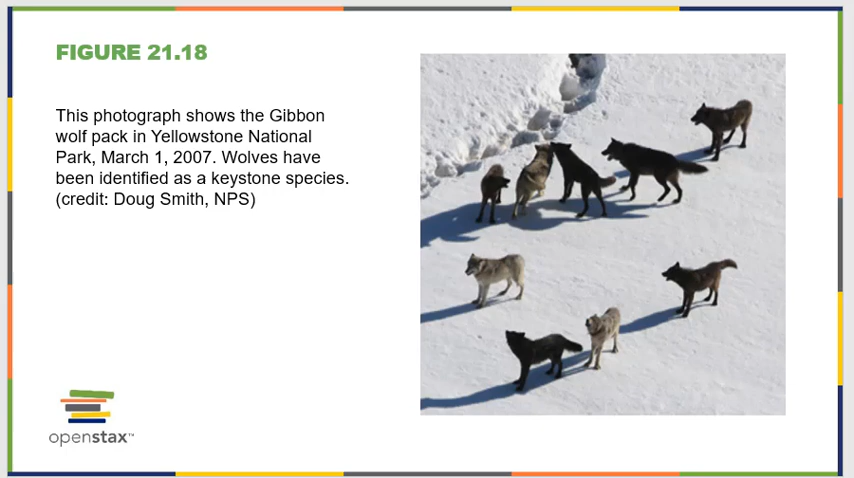 FIGURE 21.18
This photograph shows the Gibbon
wolf pack in Yellowstone National
Park, March 1, 2007. Wolves have
been identified as a keystone species.
(credit: Doug Smith, NPS)
openstax™